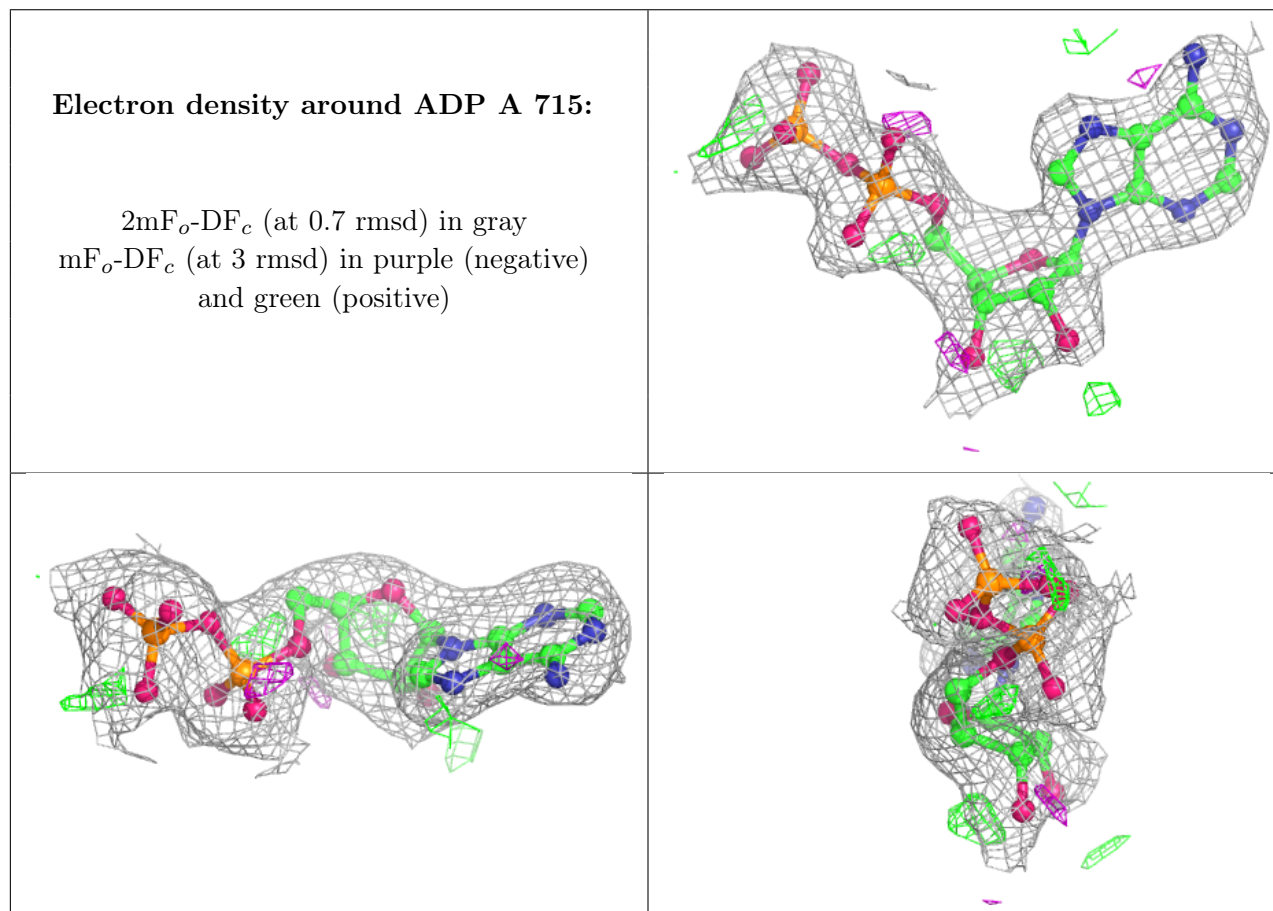 Electron density around ADP A 715:
2mFo-DFc (at 0.7 rmsd) in gray
mFo-DFc (at 3 rmsd) in purple (negative)
and green (positive)